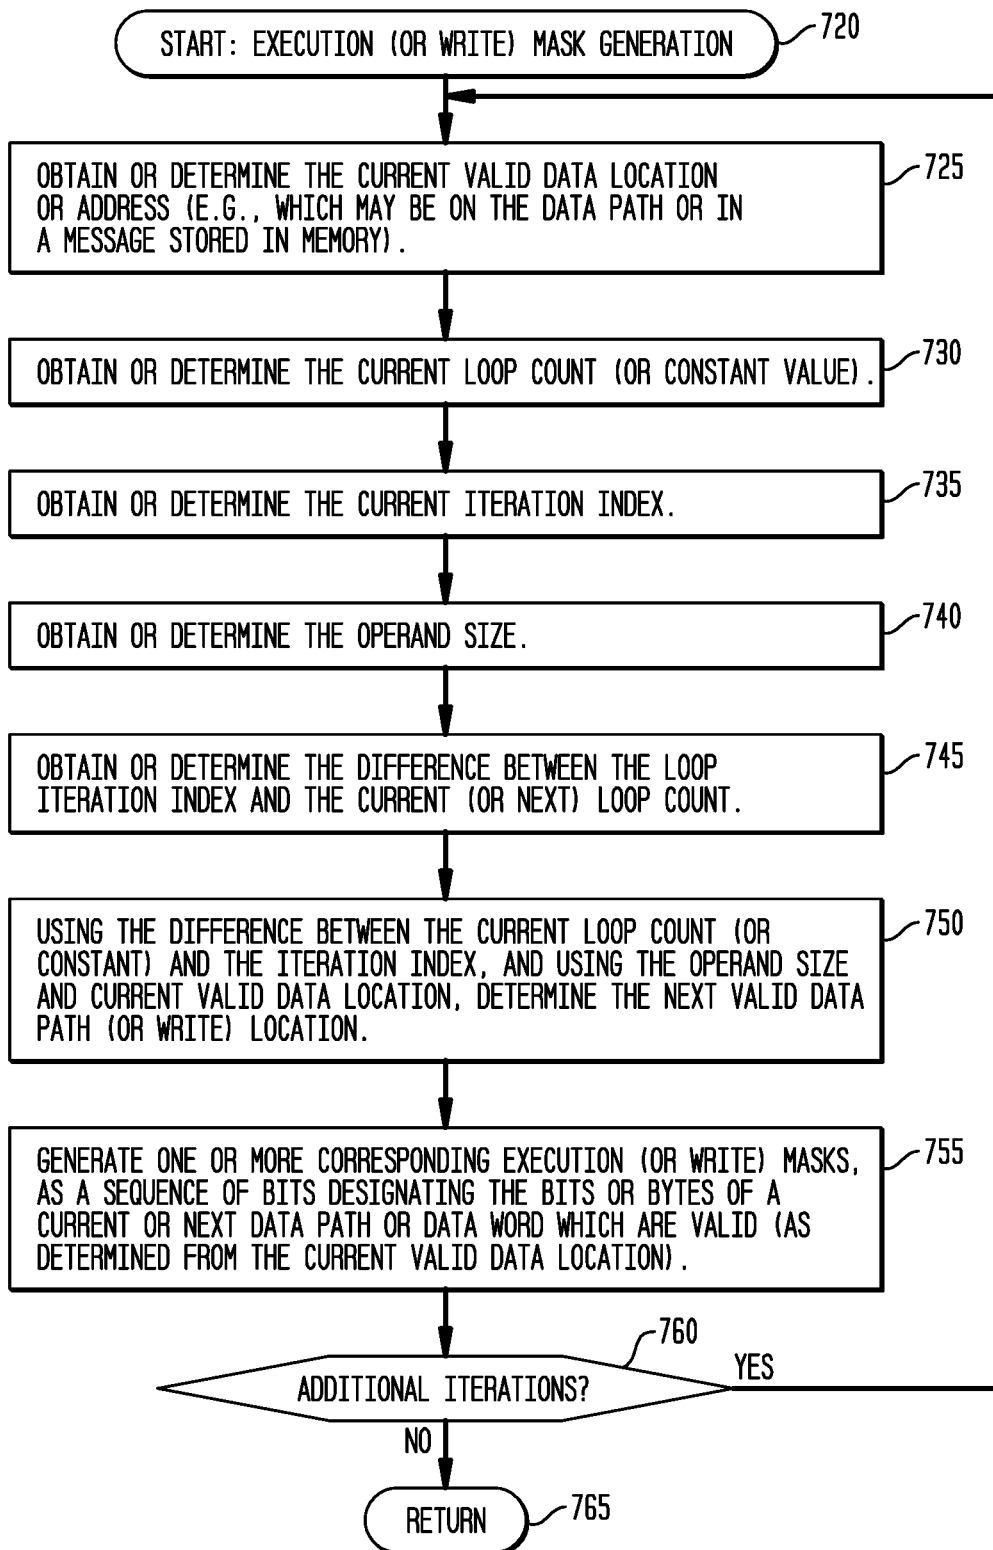 START: EXECUTION (OR WRITE) MASK GENERATION
720
OBTAIN OR DETERMINE THE CURRENT VALID DATA LOCATION
OR ADDRESS (E.G., WHICH MAY BE ON THE DATA PATH OR IN
A MESSAGE STORED IN MEMORY).
725
OBTAIN OR DETERMINE THE CURRENT LOOP COUNT (OR CONSTANT VALUE).
730
OBTAIN OR DETERMINE THE CURRENT ITERATION INDEX.
735
OBTAIN OR DETERMINE THE OPERAND SIZE.
740
OBTAIN OR DETERMINE THE DIFFERENCE BETWEEN THE LOOP
ITERATION INDEX AND THE CURRENT (OR NEXT) LOOP COUNT.
745
USING THE DIFFERENCE BETWEEN THE CURRENT LOOP COUNT (OR
CONSTANT) AND THE ITERATION INDEX, AND USING THE OPERAND SIZE
AND CURRENT VALID DATA LOCATION, DETERMINE THE NEXT VALID DATA
PATH (OR WRITE) LOCATION.
750
GENERATE ONE OR MORE CORRESPONDING EXECUTION (OR WRITE) MASKS,
AS A SEQUENCE OF BITS DESIGNATING THE BITS OR BYTES OF A
CURRENT OR NEXT DATA PATH OR DATA WORD WHICH ARE VALID (AS
DETERMINED FROM THE CURRENT VALID DATA LOCATION).
755
ADDITIONAL ITERATIONS?
760
YES
NO
RETURN
765